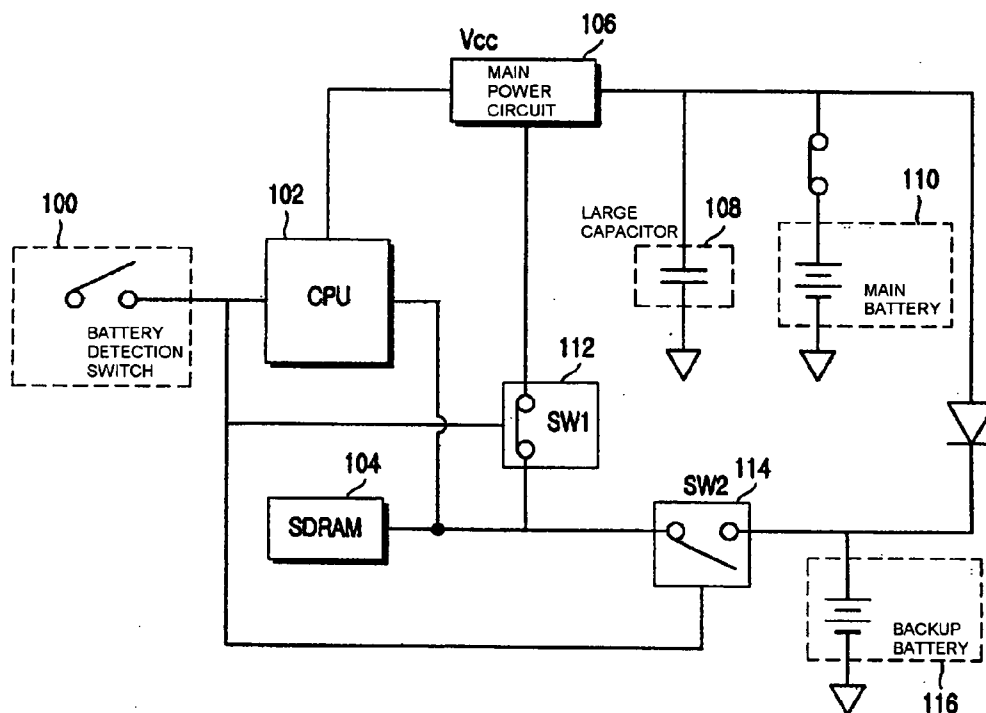 106
Vcc
MAIN
POWER
CIRCUIT
100
102
110
LARGE
CAPACITOR
108
CPU
MAIN
BATTERY
BATTERY
DETECTION
SWITCH
112
SW1
104
114
SW2
SDRAM
BACKUP
BATTERY
116